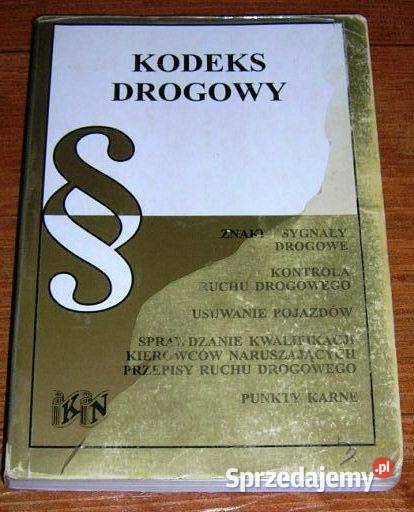 KODEKS
DROGOWY
§
ZNAKI I SYGNAŁY
DROGOWE
KONTROLA
RUCHU DROGOWEGO
USUWANIE POJAZDÓW
SPRAWDZANIE KWALIFIKACJI
KIEROWCÓW NARUSZAJĄCYCH
PRZEPISY RUCHU DROGOWEGO
PUNKTY KARNE
Sprzedajemy.pl